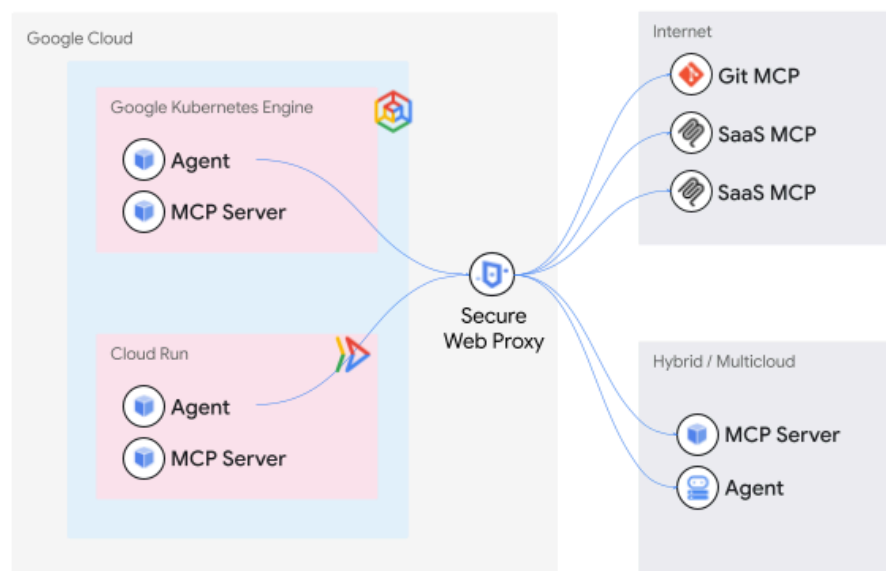 Google Cloud
Google Kubernetes Engine
Agent
MCP Server
Cloud Run
Agent
MCP Server
Secure
Web Proxy
Internet
Git MCP
SaaS MCP
SaaS MCP
Hybrid / Multicloud
MCP Server
Agent